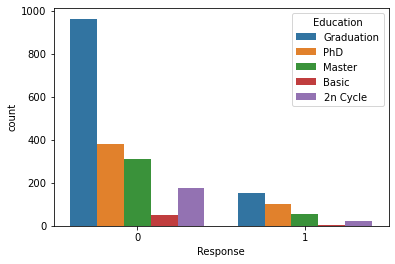 1000
800
600
400
200
0
count
0
1
Response
Education
Graduation
PhD
Master
Basic
2n Cycle